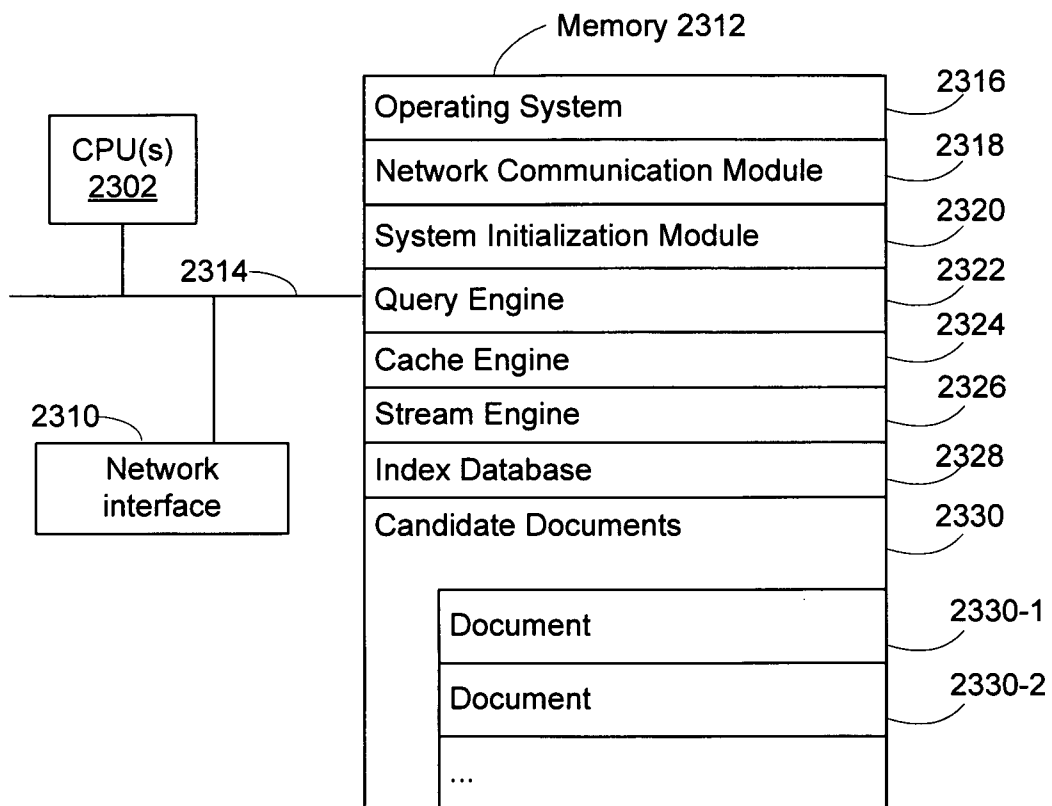 Memory 2312
Operating System
2316
CPU(s)
2302
Network Communication Module
2318
System Initialization Module
2320
2314
Query Engine
2322
Cache Engine
2324
Stream Engine
2326
2310
Network
interface
Index Database
2328
Candidate Documents
2330
Document
2330-1
Document
2330-2
...